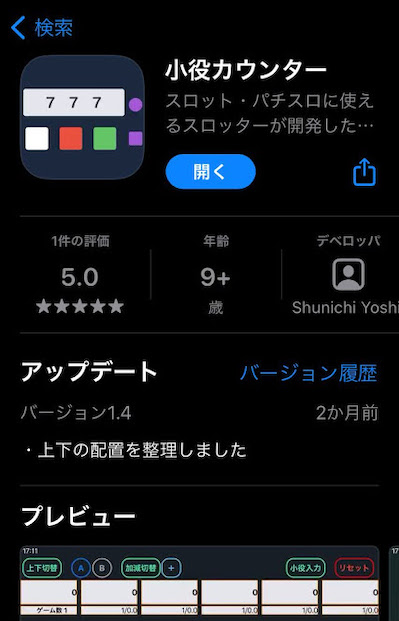 検索
7 7 7
小役カウンター
スロット・パチスロに使え
るスロッターが開発した…
開く
1件の評価
年齢
デベロッパ
5.0
9+
★★★★★
歳
Shunichi Yoshi
アップデート
バージョン履歴
バージョン1.4
2か月前
・上下の配置を整理しました
プレビュー
17:11
17
上下切替 A B 加減切替 + 小役入力 リセット
0 0 0 0 0 0
ゲーム数 1 1/0.0 1/0.0 1/0.0 1/0.0 1/0.0